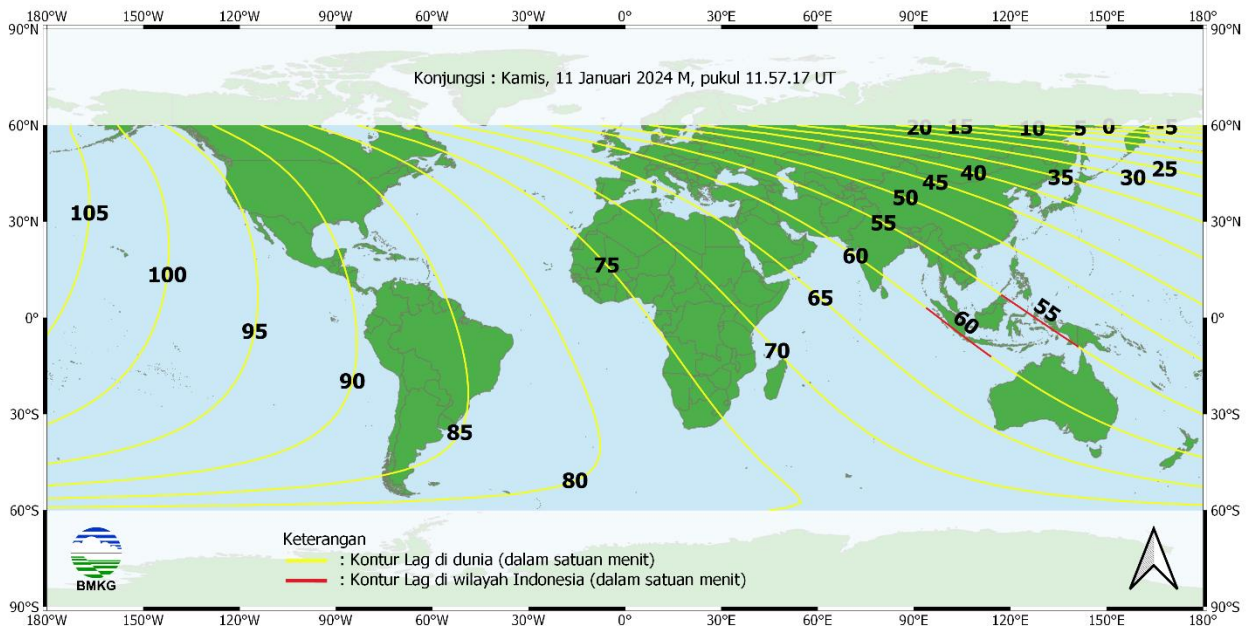 150°W 120°W 90°W 60°W 30°W 0° 30°E 60°E 90°E 120°E 150°E 180°
90°N 90°N
Konjungsi : Kamis, 11 Januari 2024 M, pukul 11.57.17 UT
60°N 20 15 10 5 0 -5 60°N
105 75 50 45 40 35 30 25
30°N 55 30°N
100 60
0° 95 65 60 55 0°
90 70
30°S 85 30°S
80
60°S 60°S
Keterangan
: Kontur Lag di dunia (dalam satuan menit)
: Kontur Lag di wilayah Indonesia (dalam satuan menit)
BMKG
90°S 90°S
180° 150°W 120°W 90°W 60°W 30°W 0° 30°E 60°E 90°E 120°E 150°E 180°